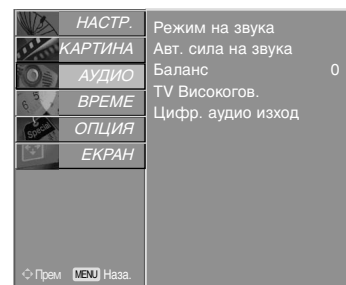 НАСТР.
КАРТИНА
АУДИО
ВРЕМЕ
Special
ОПЦИЯ
ЕКРАН
Режим на звука
Авт. сила на звука
Баланс 0
TV Високогов.
Цифр. аудио изход
Прем MENU Наза.